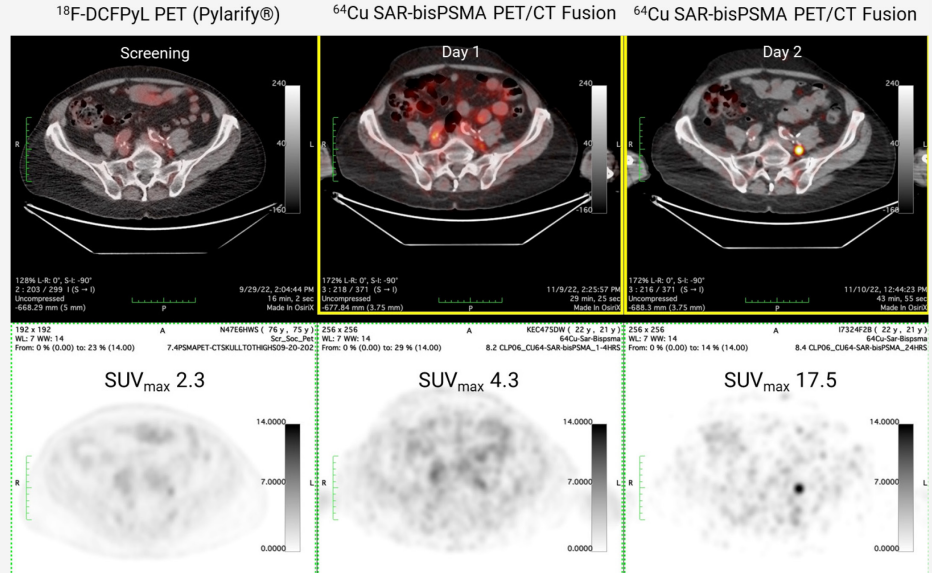 18F-DCFPyL PET (Pylarify®)
64Cu SAR-bisPSMA PET/CT Fusion
64Cu SAR-bisPSMA PET/CT Fusion
Screening
240
40
-160
R
L
128% L-R: 0°, S-I: -90°
2 : 203 / 299 I (S → I)
Uncompressed
-668.29 mm (5 mm)
P
9/29/22, 2:04:44 PM
16 min, 2 sec
Made In OsiriX
Day 1
240
40
-160
R
L
172% L-R: 0°, S-I: -90°
3 : 218 / 371 (S → I)
Uncompressed
-677.84 mm (3.75 mm)
P
11/9/22, 2:25:57 PM
29 min, 25 sec
Made In OsiriX
Day 2
240
40
-160
R
L
172% L-R: 0°, S-I: -90°
3 : 216 / 371 (S → I)
Uncompressed
-688.3 mm (3.75 mm)
P
11/10/22, 12:44:23 PM
43 min, 55 sec
Made In OsiriX
192 x 192
WL: 7 WW: 14
From: 0 % (0.00) to: 23 % (14.00)
A
N47E6HWS ( 76 y , 75 y )
Scr_Soc_Pet
7.4PSMAPET-CTSKULLTOTHIGHS09-20-202
SUVmax 2.3
14.0000
7.0000
0.0000
R
L
256 x 256
WL: 7 WW: 14
From: 0 % (0.00) to: 29 % (14.00)
A
KEC475DW ( 22 y , 21 y )
64Cu-Sar-Bispsma
8.2 CLP06_CU64-SAR-bisPSMA_1-4HRS
SUVmax 4.3
14.0000
7.0000
0.0000
R
L
256 x 256
WL: 7 WW: 14
From: 0 % (0.00) to: 14 % (14.00)
A
I7324F2B ( 22 y , 21 y )
64Cu-Sar-Bispsma
8.4 CLP06_CU64-SAR-bisPSMA_24HRS
SUVmax 17.5
14.0000
7.0000
0.0000
R
L